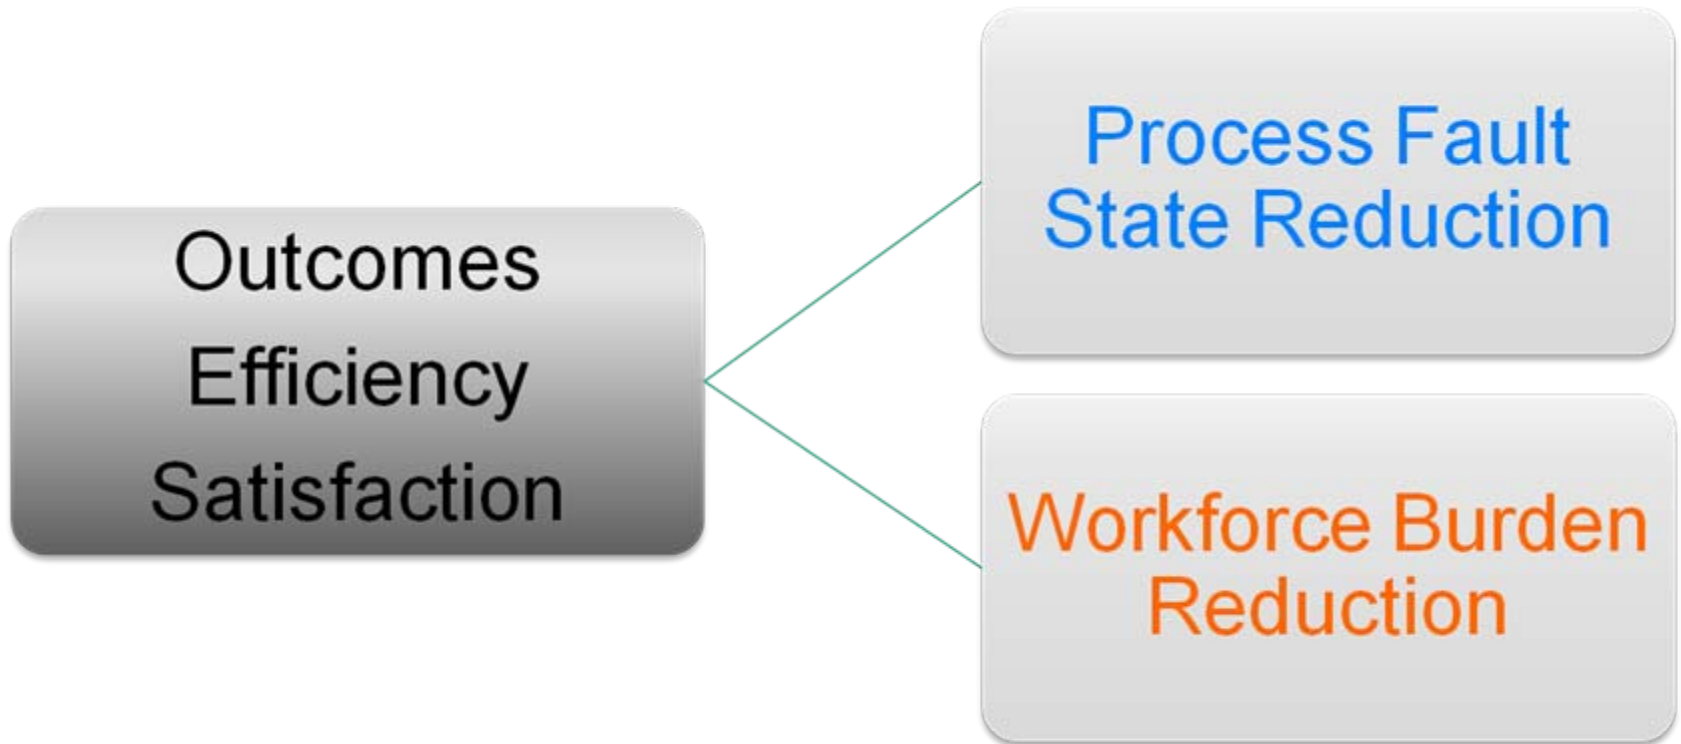 Outcomes
Efficiency
Satisfaction
Process Fault
State Reduction
Workforce Burden
Reduction